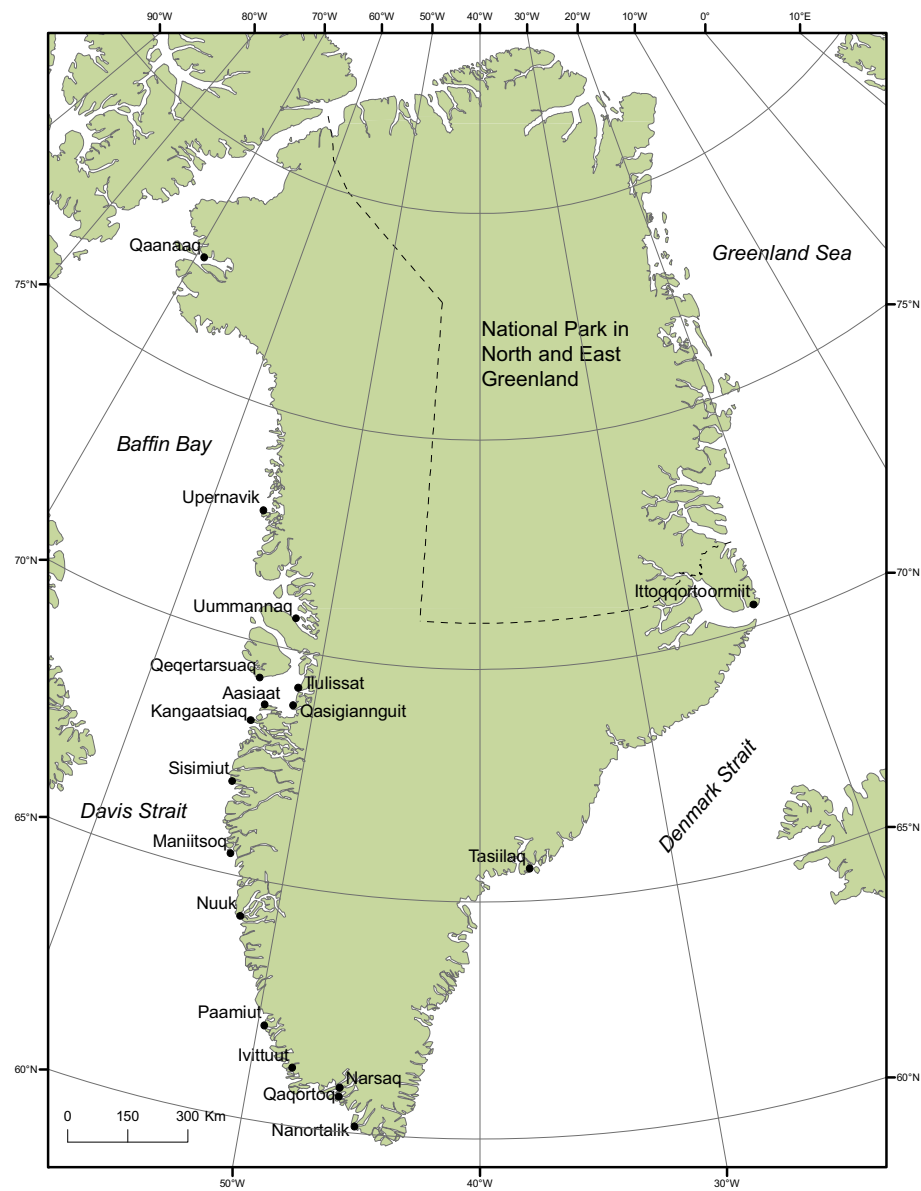 90°W 80°W 70°W 60°W 50°W 40°W 30°W 20°W 10°W 0° 10°E
Qaanaaq
Greenland Sea
75°N
75°N
National Park in
North and East
Greenland
Baffin Bay
Upernavik
70°N
70°N
Ittoqqortoormiit
Uummannaq
Qeqertarsuaq
Ilulissat
Aasiaat
Kangaatsiaq
Qasigiannguit
Sisimiut
Denmark Strait
Davis Strait
65°N
65°N
Maniitsoq
Tasiilaq
Nuuk
Paamiut
Ivittuut
60°N
60°N
Narsaq
Qaqortoq
0 150 300 Km
Nanortalik
50°W 40°W 30°W